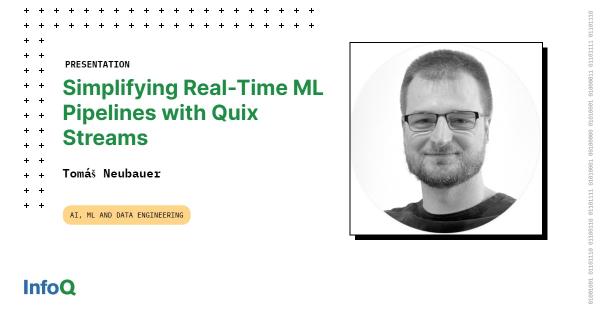 PRESENTATION
Simplifying Real-Time ML
Pipelines with Quix
Streams
Tomáš Neubauer
AI, ML AND DATA ENGINEERING
InfoQ